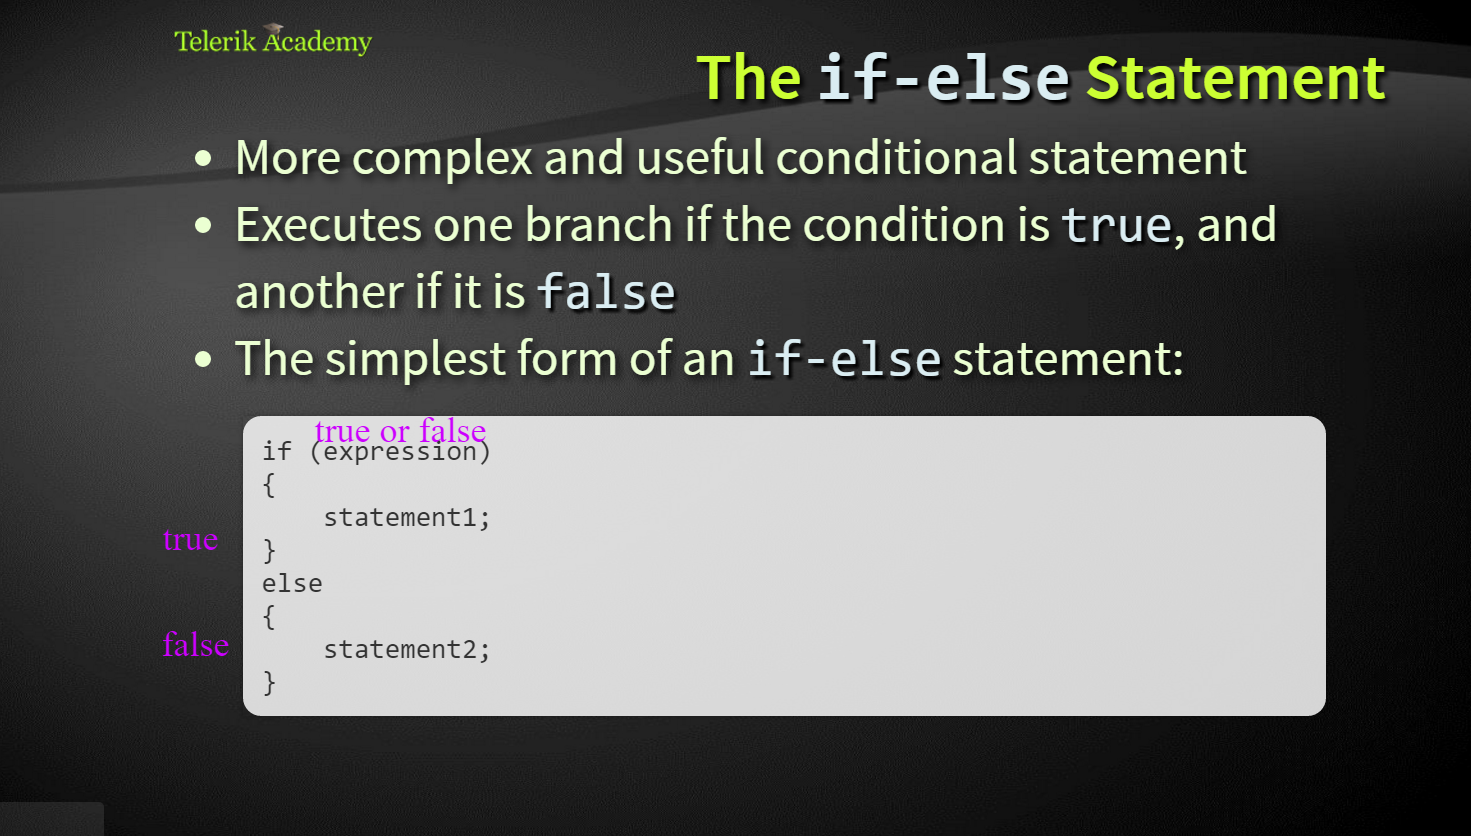 Telerik Academy
The if-else Statement
• More complex and useful conditional statement
• Executes one branch if the condition is true, and
another if it is false
• The simplest form of an if-else statement:
true or false
if (expression)
{
    statement1;
true
}
else
{
false
    statement2;
}